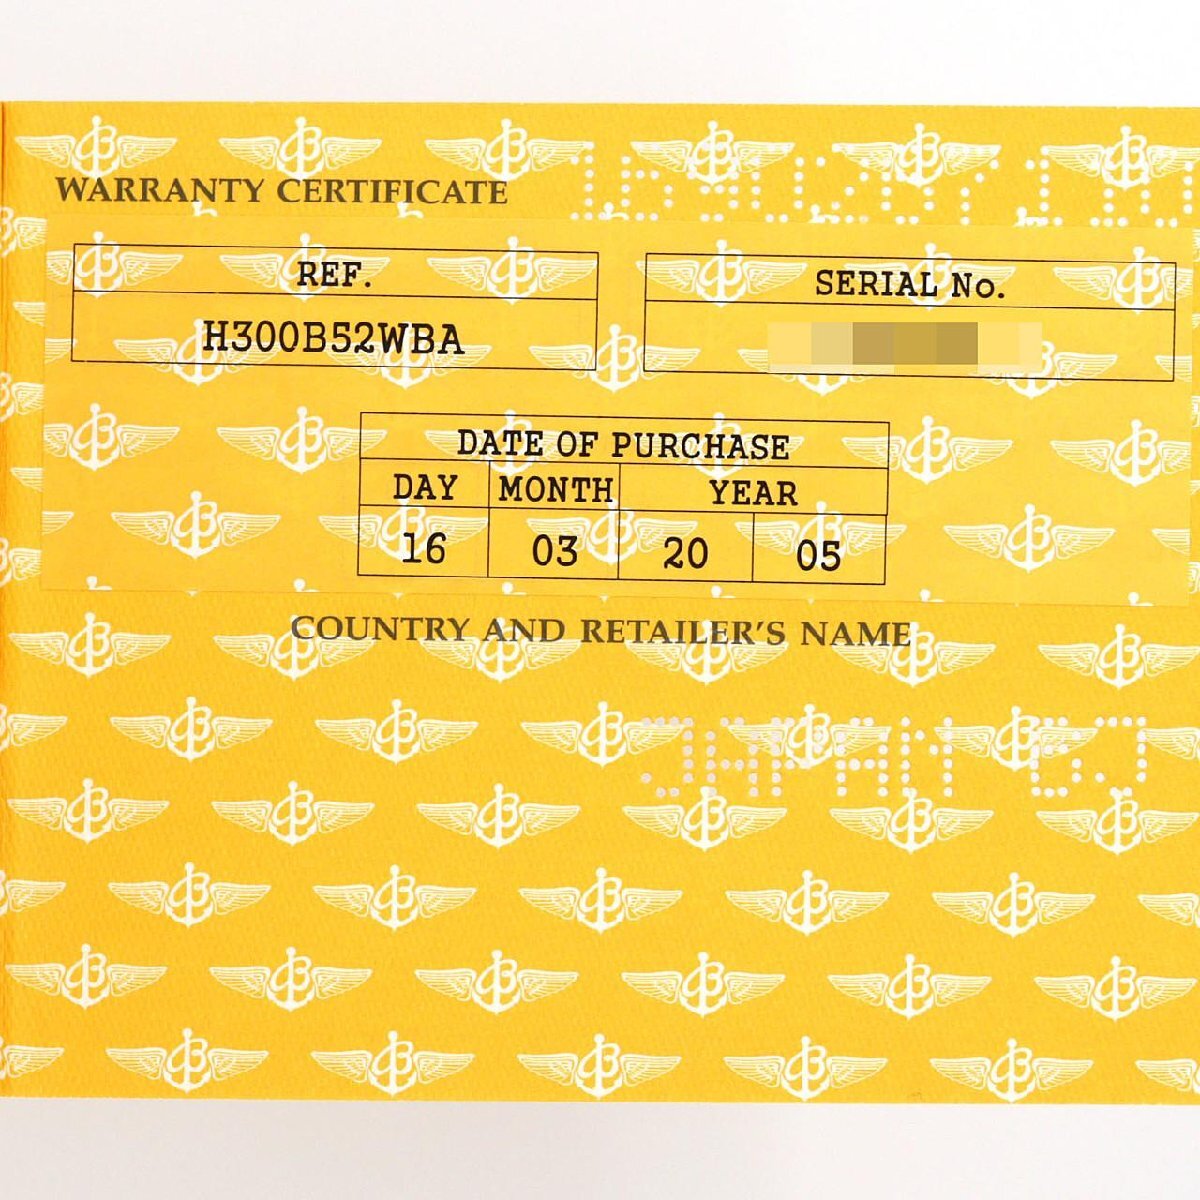 WARRANTY CERTIFICATE
REF.
H300B52WBA
SERIAL No.
DATE OF PURCHASE
DAY MONTH YEAR
16 03 20 05
COUNTRY AND RETAILER'S NAME
JAPAN